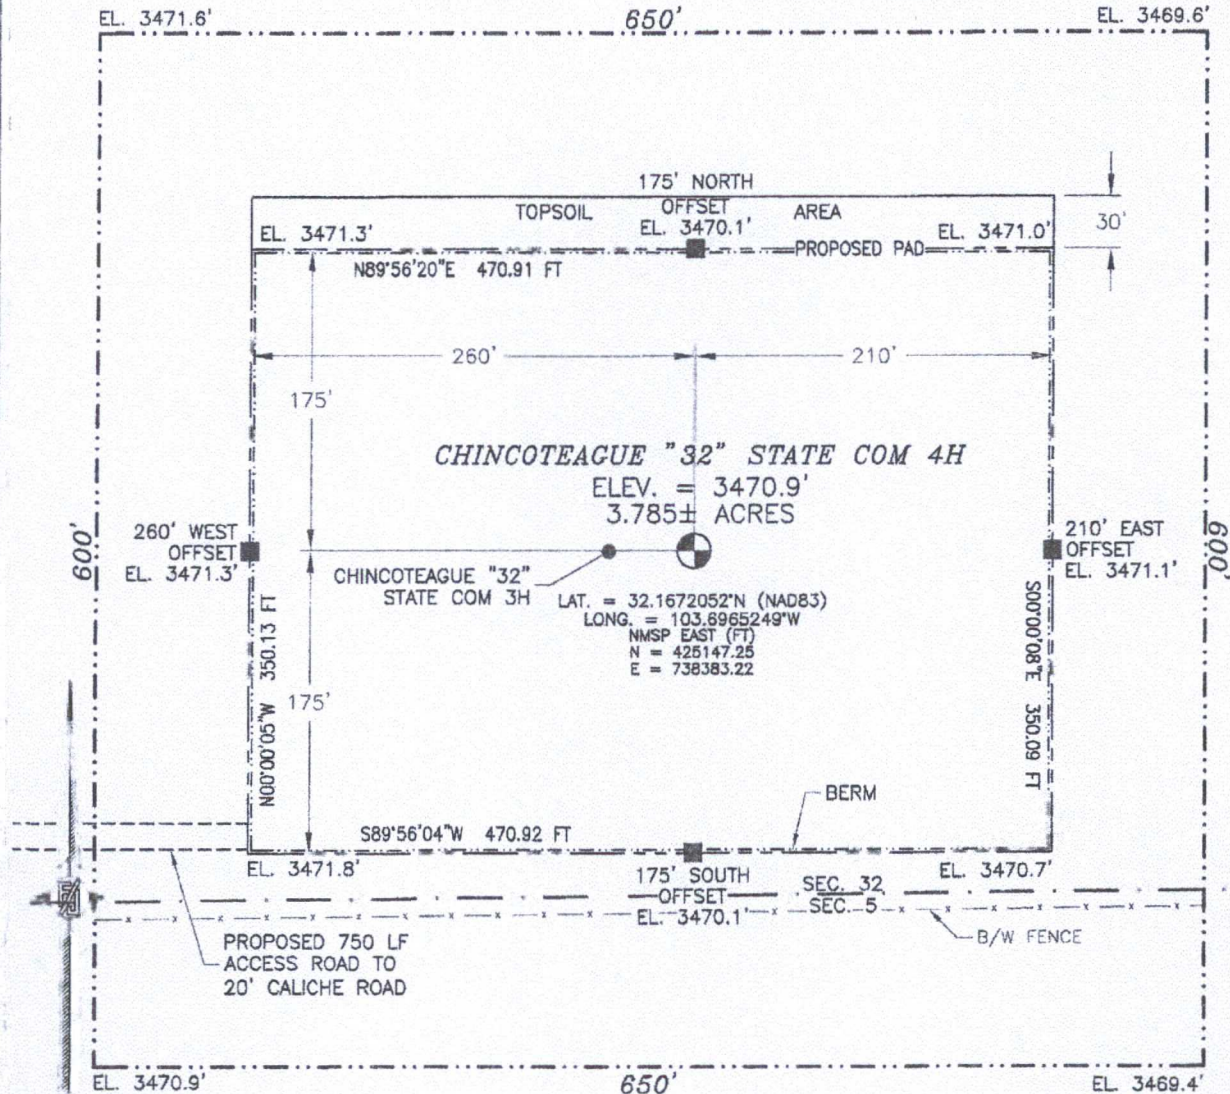 EL. 3471.6'
650'
EL. 3469.6'
175' NORTH
OFFSET
EL. 3470.1'
TOPSOIL
AREA
30'
EL. 3471.3'
EL. 3471.0'
PROPOSED PAD
N89°56'20"E 470.91 FT
260'
210'
175'
CHINCOTEAGUE "32" STATE COM 4H
ELEV. = 3470.9'
3.785± ACRES
600'
260' WEST
OFFSET
EL. 3471.3'
210' EAST
OFFSET
EL. 3471.1'
600'
CHINCOTEAGUE "32"
STATE COM 3H
LAT. = 32.1672052°N (NAD83)
LONG. = 103.6965249°W
NMSP EAST (FT)
N = 425147.25
E = 738383.22
N00°00'05"W 350.13 FT
175'
S00°00'08"E 350.09 FT
BERM
S89°56'04"W 470.92 FT
EL. 3471.8'
175' SOUTH
OFFSET
EL. 3470.1'
EL. 3470.7'
SEC. 32
SEC. 5
x x x x x x x x x x x x x x x x x x x x
B/W FENCE
PROPOSED 750 LF
ACCESS ROAD TO
20' CALICHE ROAD
EL. 3470.9'
650'
EL. 3469.4'